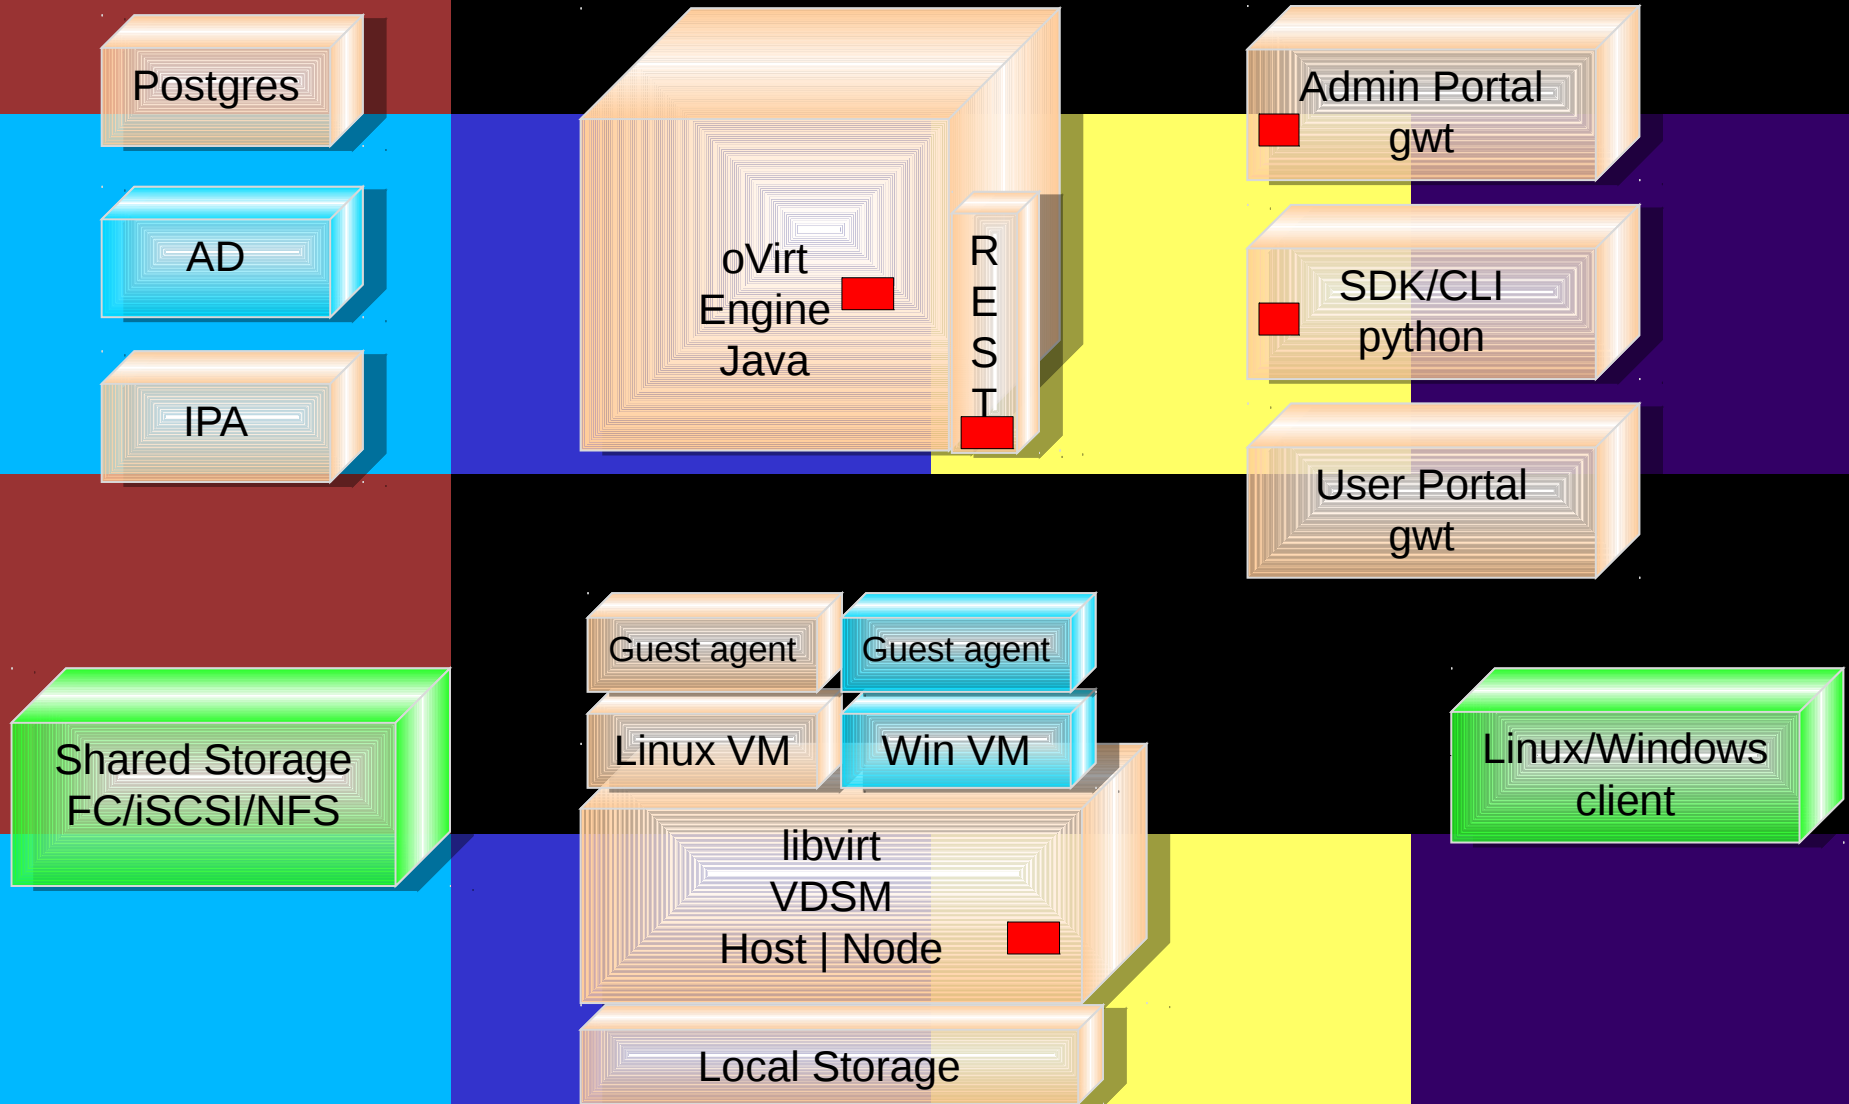 Postgres
AD
IPA
oVirt
Engine
Java
R
E
S
T
Admin Portal
gwt
SDK/CLI
python
User Portal
gwt
Guest agent
Guest agent
Linux VM
Win VM
Shared Storage
FC/iSCSI/NFS
libvirt
VDSM
Host | Node
Local Storage
Linux/Windows
client